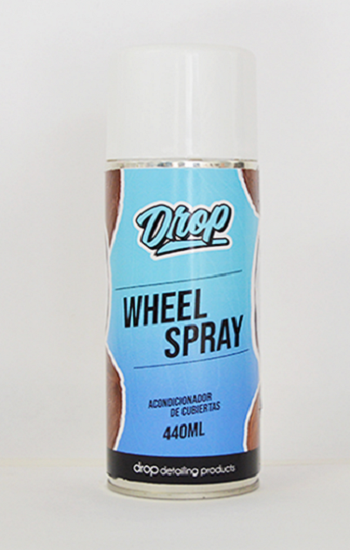 Drop
WHEEL
SPRAY
ACONDICIONADOR
DE CUBIERTAS
440ML
drop detailing products